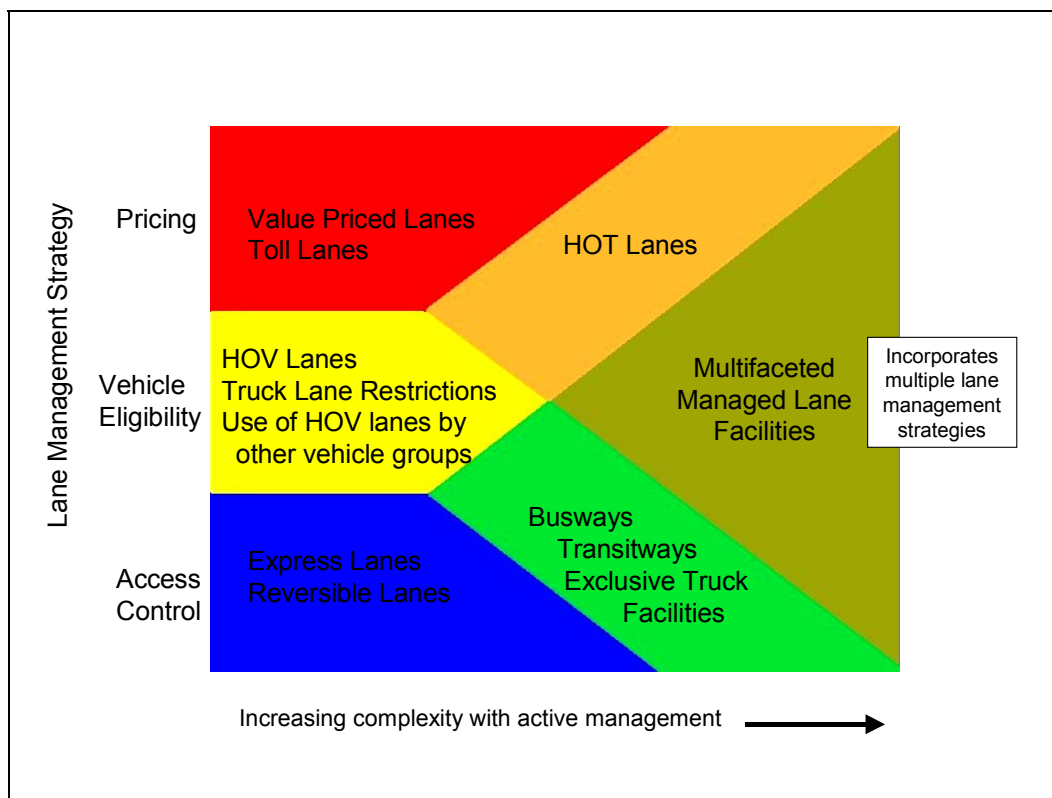 Lane Management Strategy
Pricing
Value Priced Lanes
Toll Lanes
HOT Lanes
Vehicle
Eligibility
HOV Lanes
Truck Lane Restrictions
Use of HOV lanes by
other vehicle groups
Multifaceted
Managed Lane
Facilities
Incorporates
multiple lane
management
strategies
Access
Control
Express Lanes
Reversible Lanes
Busways
Transitways
Exclusive Truck
Facilities
Increasing complexity with active management